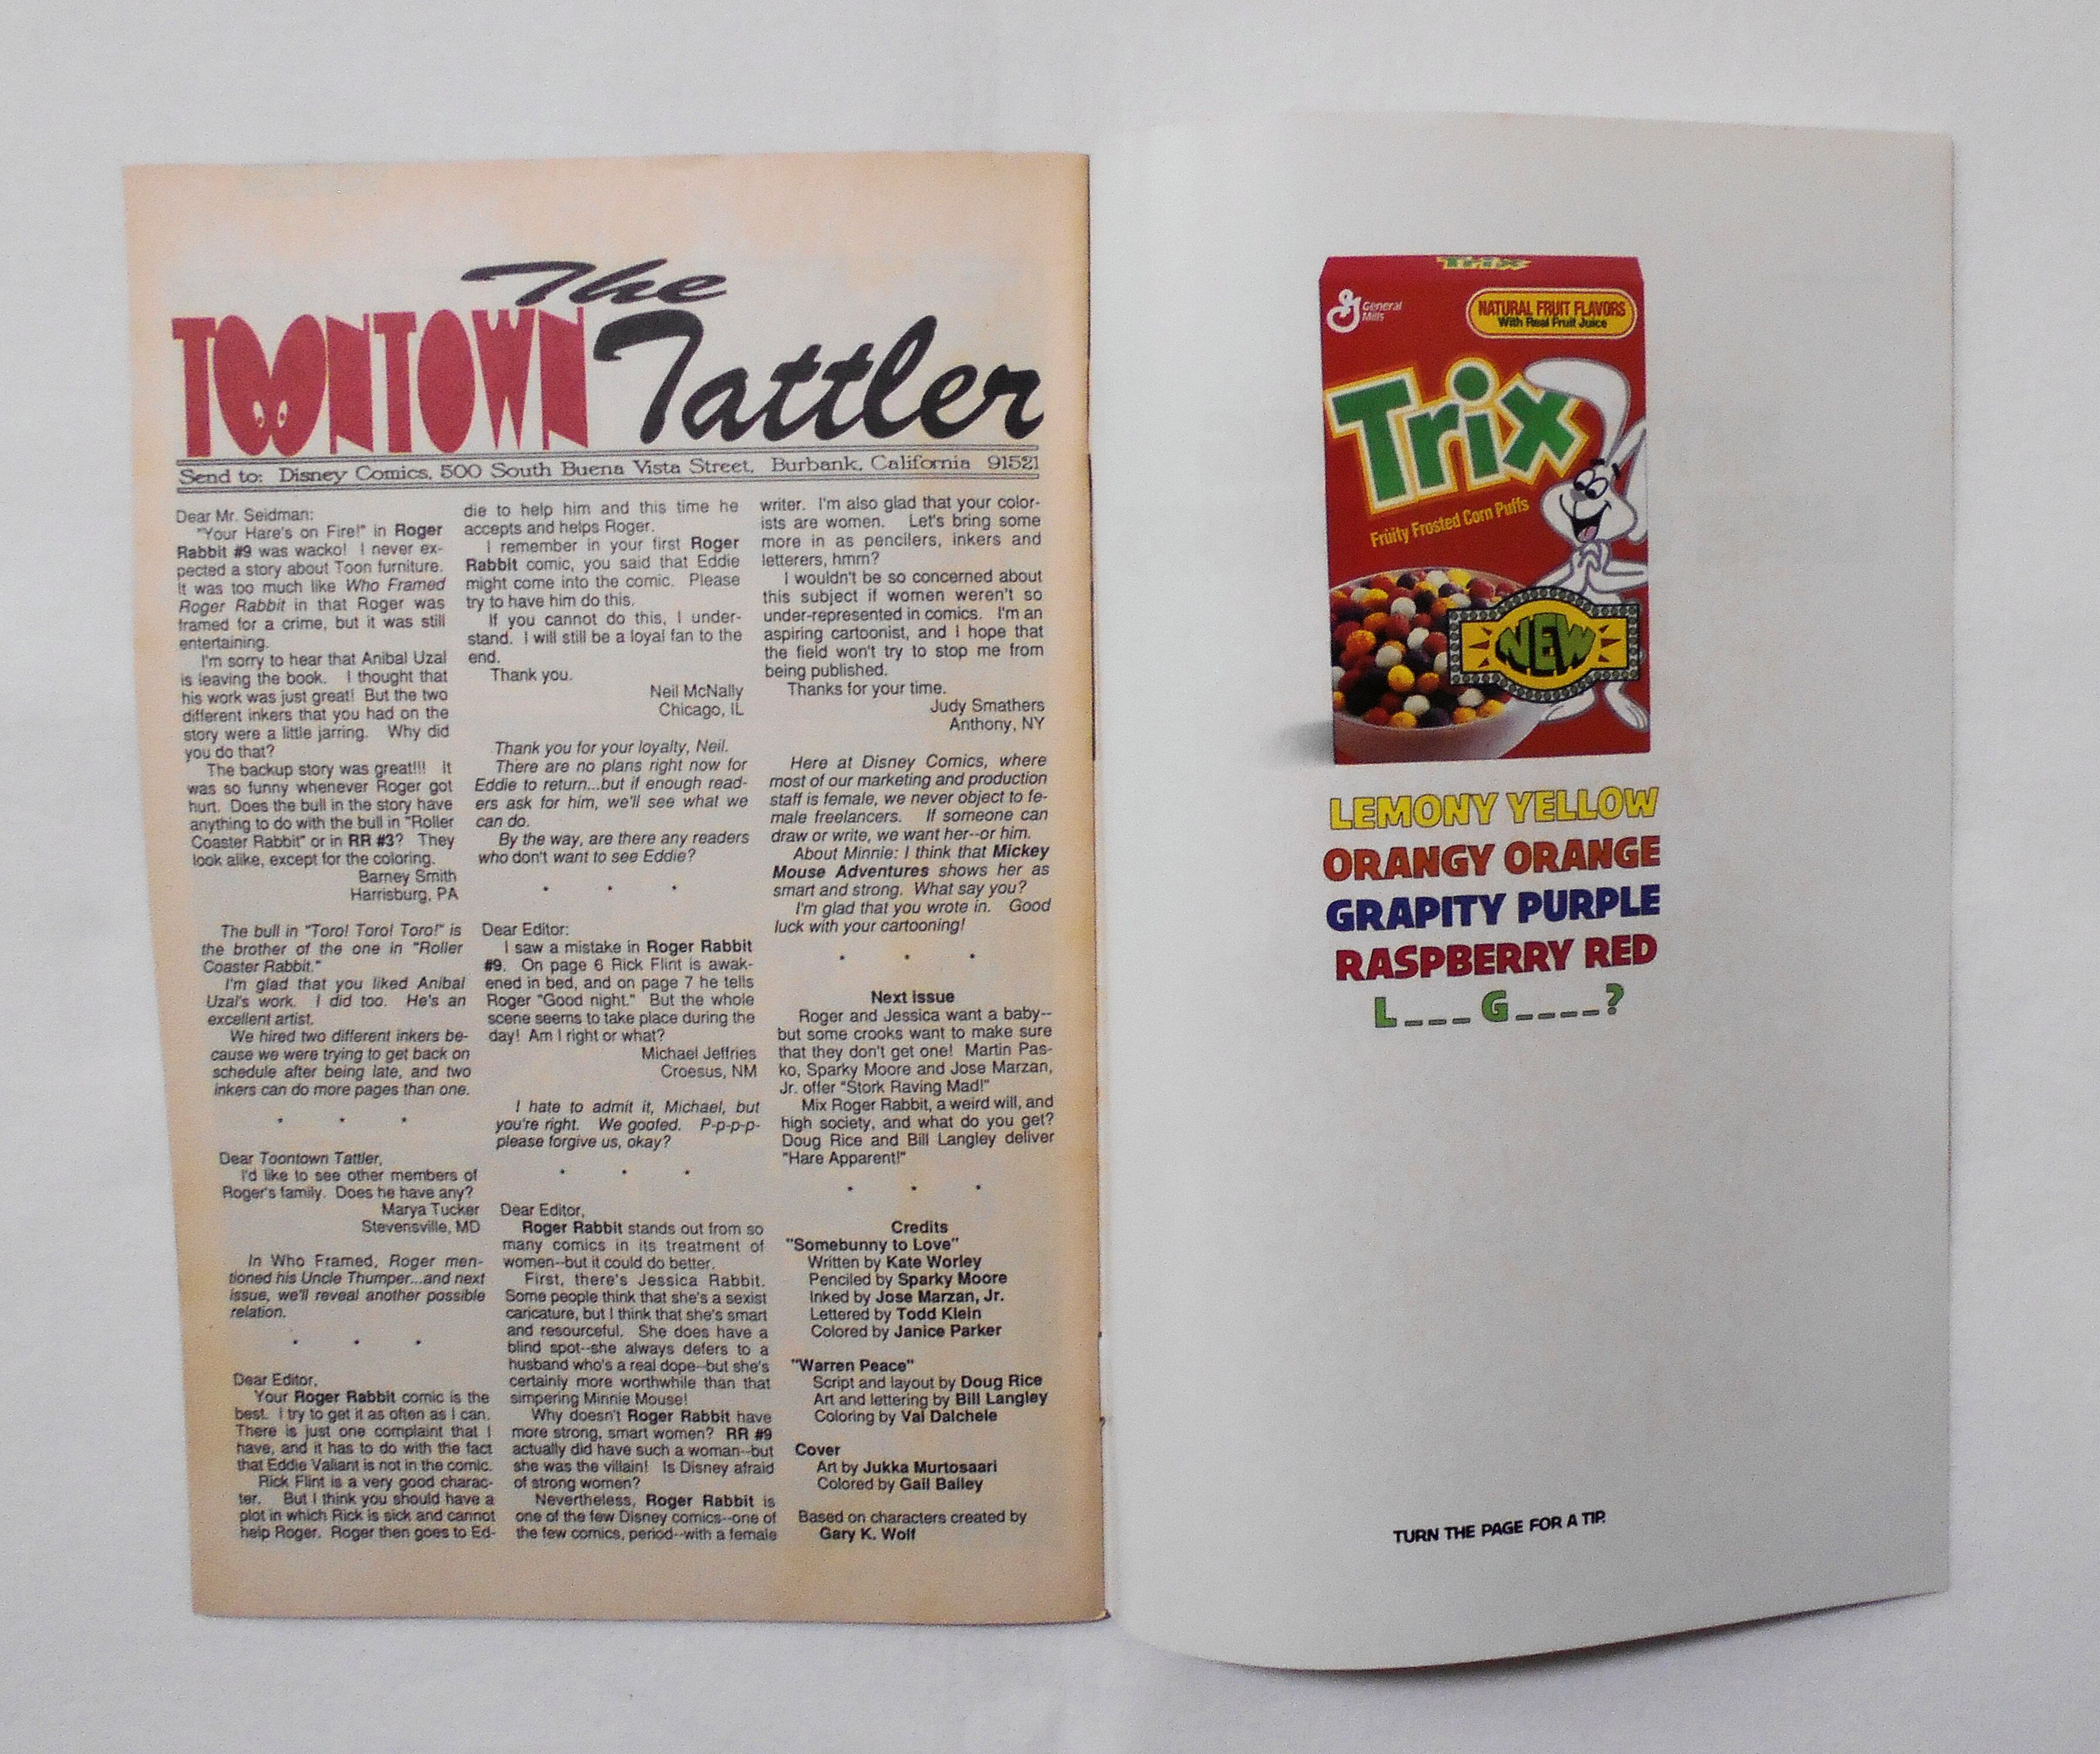 The
TOONTOWN Tattler
Send to: Disney Comics, 500 South Buena Vista Street, Burbank, California 91521
Dear Mr. Seidman:
"Your Hare's on Fire!" in Roger
Rabbit #9 was wacko! I never ex-
pected a story about Toon furniture.
It was too much like Who Framed
Roger Rabbit in that Roger was
framed for a crime, but it was still
entertaining.
I'm sorry to hear that Anibal Uzal
is leaving the book. I thought that
his work was just great! But the two
different inkers that you had on the
story were a little jarring. Why did
you do that?
The backup story was great!!! It
was so funny whenever Roger got
hurt. Does the bull in the story have
anything to do with the bull in "Roller
Coaster Rabbit" or in RR #3? They
look alike, except for the coloring.
Barney Smith
Harrisburg, PA
The bull in "Toro! Toro! Toro!" is
the brother of the one in "Roller
Coaster Rabbit."
I'm glad that you liked Anibal
Uzal's work. I did too. He's an
excellent artist.
We hired two different inkers be-
cause we were trying to get back on
schedule after being late, and two
inkers can do more pages than one.
* * *
Dear Toontown Tattler,
I'd like to see other members of
Roger's family. Does he have any?
Marya Tucker
Stevensville, MD
In Who Framed, Roger men-
tioned his Uncle Thumper...and next
issue, we'll reveal another possible
relation.
* * *
Dear Editor,
Your Roger Rabbit comic is the
best. I try to get it as often as I can.
There is just one complaint that I
have, and it has to do with the fact
that Eddie Valiant is not in the comic.
Rick Flint is a very good charac-
ter. But I think you should have a
plot in which Rick is sick and cannot
help Roger. Roger then goes to Ed-
die to help him and this time he
accepts and helps Roger.
I remember in your first Roger
Rabbit comic, you said that Eddie
might come into the comic. Please
try to have him do this.
If you cannot do this, I under-
stand. I will still be a loyal fan to the
end.
Thank you.
Neil McNally
Chicago, IL
Thank you for your loyalty, Neil.
There are no plans right now for
Eddie to return...but if enough read-
ers ask for him, we'll see what we
can do.
By the way, are there any readers
who don't want to see Eddie?
* * *
Dear Editor:
I saw a mistake in Roger Rabbit
#9. On page 6 Rick Flint is awak-
ened in bed, and on page 7 he tells
Roger "Good night." But the whole
scene seems to take place during the
day! Am I right or what?
Michael Jeffries
Croesus, NM
I hate to admit it, Michael, but
you're right. We goofed. P-p-p-p-
please forgive us, okay?
* * *
Dear Editor,
Roger Rabbit stands out from so
many comics in its treatment of
women--but it could do better.
First, there's Jessica Rabbit.
Some people think that she's a sexist
caricature, but I think that she's smart
and resourceful. She does have a
blind spot--she always defers to a
husband who's a real dope--but she's
certainly more worthwhile than that
simpering Minnie Mouse!
Why doesn't Roger Rabbit have
more strong, smart women? RR #9
actually did have such a woman--but
she was the villain! Is Disney afraid
of strong women?
Nevertheless, Roger Rabbit is
one of the few Disney comics--one of
the few comics, period--with a female
writer. I'm also glad that your color-
ists are women. Let's bring some
more in as pencilers, inkers and
letterers, hmm?
I wouldn't be so concerned about
this subject if women weren't so
under-represented in comics. I'm an
aspiring cartoonist, and I hope that
the field won't try to stop me from
being published.
Thanks for your time.
Judy Smathers
Anthony, NY
Here at Disney Comics, where
most of our marketing and production
staff is female, we never object to fe-
male freelancers. If someone can
draw or write, we want her--or him.
About Minnie: I think that Mickey
Mouse Adventures shows her as
smart and strong. What say you?
I'm glad that you wrote in. Good
luck with your cartooning!
* * *
Next Issue
Roger and Jessica want a baby--
but some crooks want to make sure
that they don't get one! Martin Pas-
ko, Sparky Moore and Jose Marzan,
Jr. offer "Stork Raving Mad!"
Mix Roger Rabbit, a weird will, and
high society, and what do you get?
Doug Rice and Bill Langley deliver
"Hare Apparent!"
* * *
Credits
"Somebunny to Love"
Written by Kate Worley
Penciled by Sparky Moore
Inked by Jose Marzan, Jr.
Lettered by Todd Klein
Colored by Janice Parker
"Warren Peace"
Script and layout by Doug Rice
Art and lettering by Bill Langley
Coloring by Val Dalchele
Cover
Art by Jukka Murtosaari
Colored by Gail Bailey
Based on characters created by
Gary K. Wolf
Trix
General
Mills
NATURAL FRUIT FLAVORS
With Real Fruit Juice
Trix
Fruity Frosted Corn Puffs
NEW
LEMONY YELLOW
ORANGY ORANGE
GRAPITY PURPLE
RASPBERRY RED
L _ _ _ G _ _ _ _ ?
TURN THE PAGE FOR A TIP.